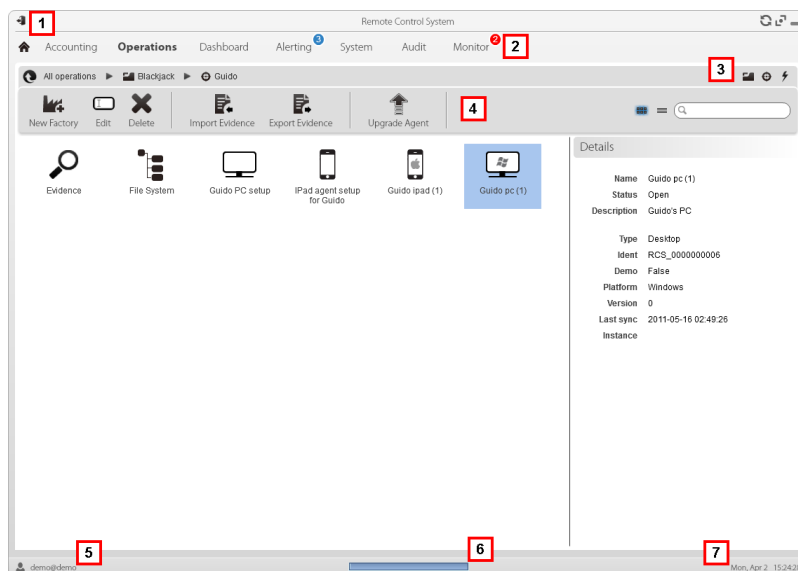 1
Remote Control System
Accounting Operations Dashboard Alerting 3 System Audit Monitor 2
2
All operations Blackjack Guido
3
New Factory Edit Delete Import Evidence Export Evidence Upgrade Agent
4
Evidence File System Guido PC setup IPad agent setup for Guido Guido ipad (1) Guido pc (1)
Details
Name Guido pc (1)
Status Open
Description Guido's PC
Type Desktop
Ident RCS_0000000006
Demo False
Platform Windows
Version 0
Last sync 2011-05-16 02:49:26
Instance
5
6
7
demo@demo
Mon, Apr 2 15:24:28